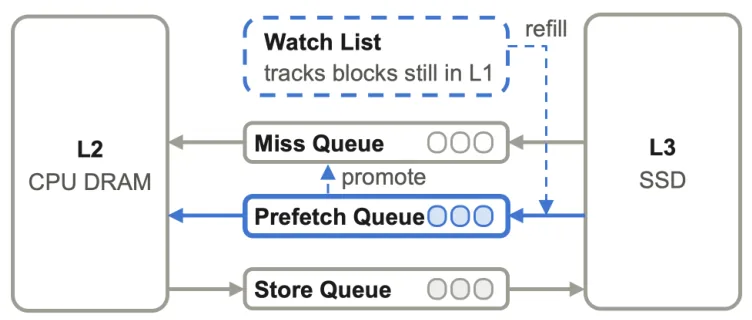 Watch List
tracks blocks still in L1
refill
L2
CPU DRAM
Miss Queue
promote
Prefetch Queue
Store Queue
L3
SSD